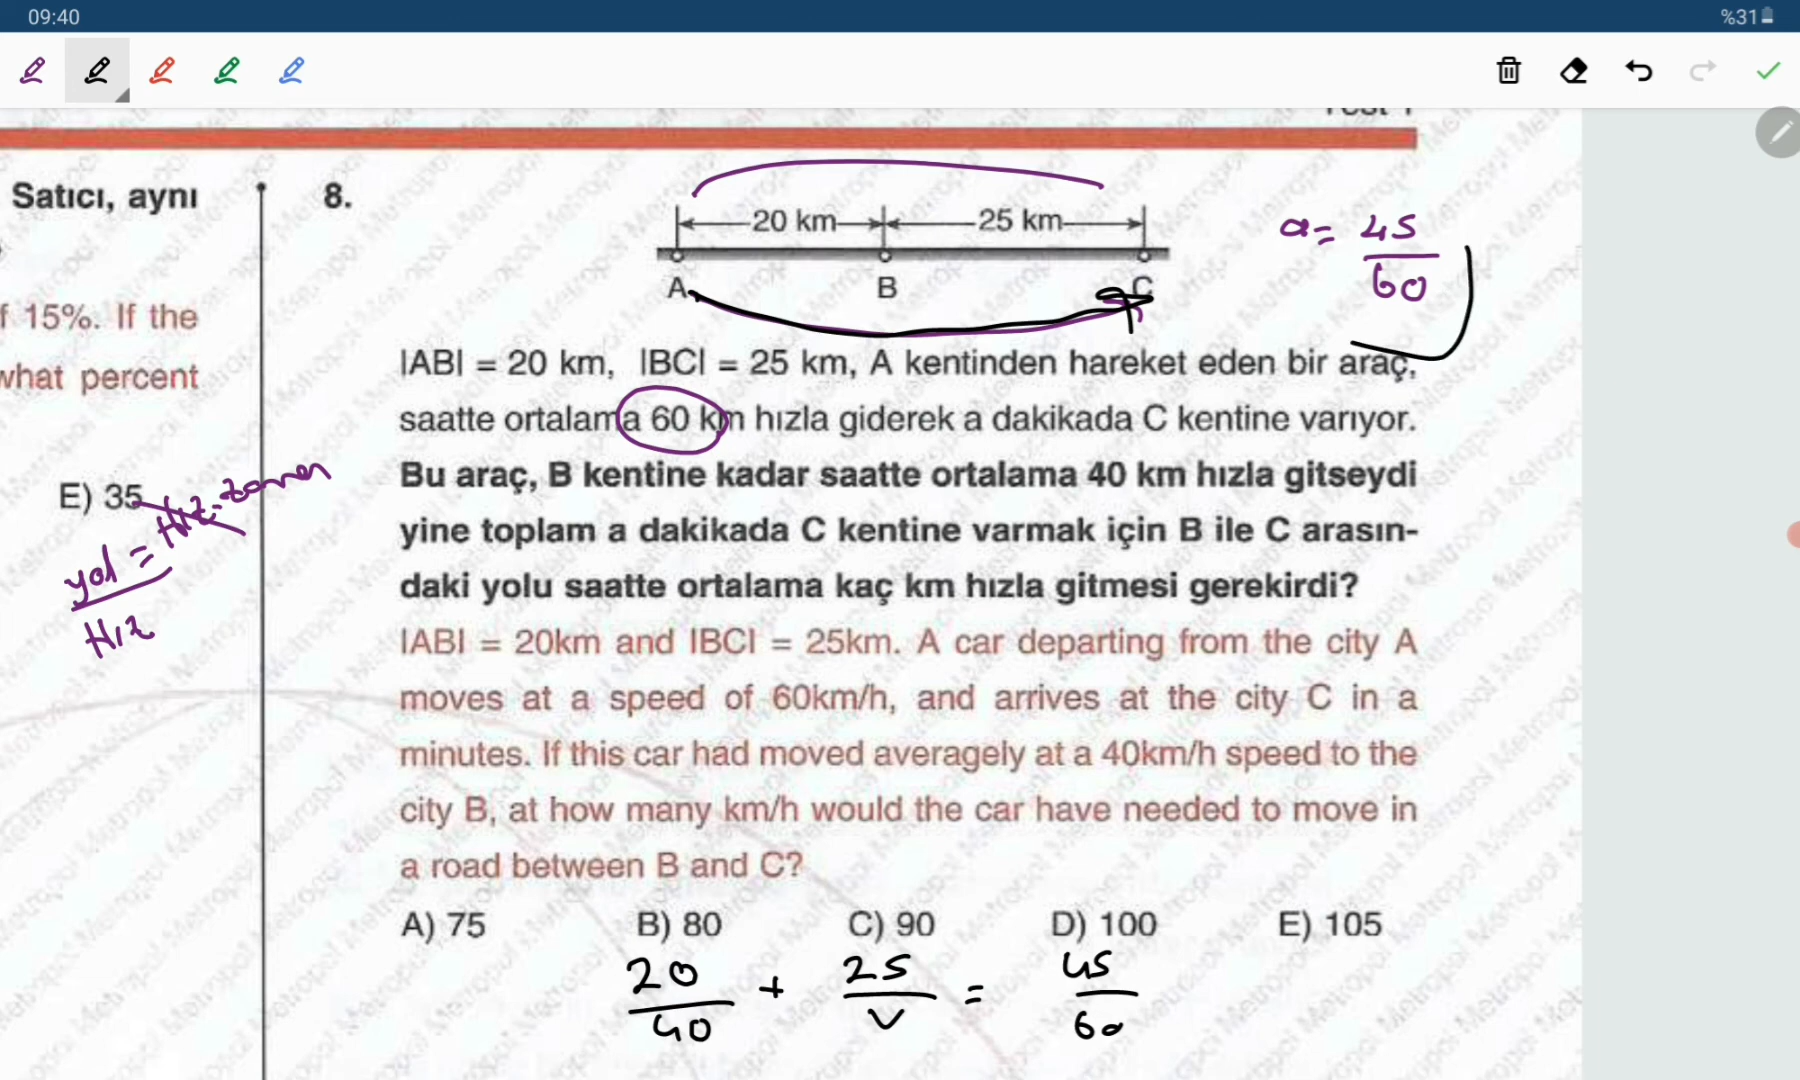 09:40
%31
Test 1
Satıcı, aynı
f 15%. If the
what percent
E) 35
Hız.zaman
yol =
Hız
8.
20 km
25 km
A
B
C
a = 45
60
|AB| = 20 km, |BC| = 25 km, A kentinden hareket eden bir araç,
saatte ortalama 60 km hızla giderek a dakikada C kentine varıyor.
Bu araç, B kentine kadar saatte ortalama 40 km hızla gitseydi
yine toplam a dakikada C kentine varmak için B ile C arasın-
daki yolu saatte ortalama kaç km hızla gitmesi gerekirdi?
|AB| = 20km and |BC| = 25km. A car departing from the city A
moves at a speed of 60km/h, and arrives at the city C in a
minutes. If this car had moved averagely at a 40km/h speed to the
city B, at how many km/h would the car have needed to move in
a road between B and C?
A) 75 B) 80 C) 90 D) 100 E) 105
20 + 25 = 45
40 V 60